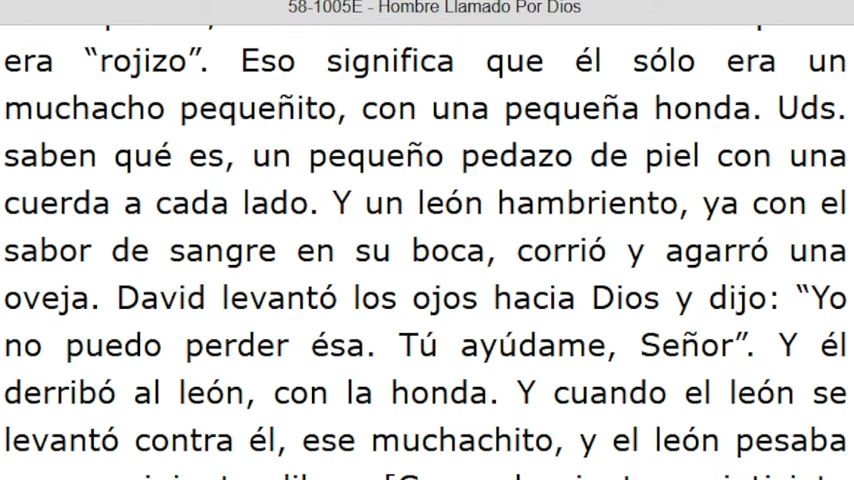 58-1005E - Hombre Llamado Por Dios
era “rojizo”. Eso significa que él sólo era un
muchacho pequeñito, con una pequeña honda. Uds.
saben qué es, un pequeño pedazo de piel con una
cuerda a cada lado. Y un león hambriento, ya con el
sabor de sangre en su boca, corrió y agarró una
oveja. David levantó los ojos hacia Dios y dijo: “Yo
no puedo perder ésa. Tú ayúdame, Señor”. Y él
derribó al león, con la honda. Y cuando el león se
levantó contra él, ese muchachito, y el león pesaba